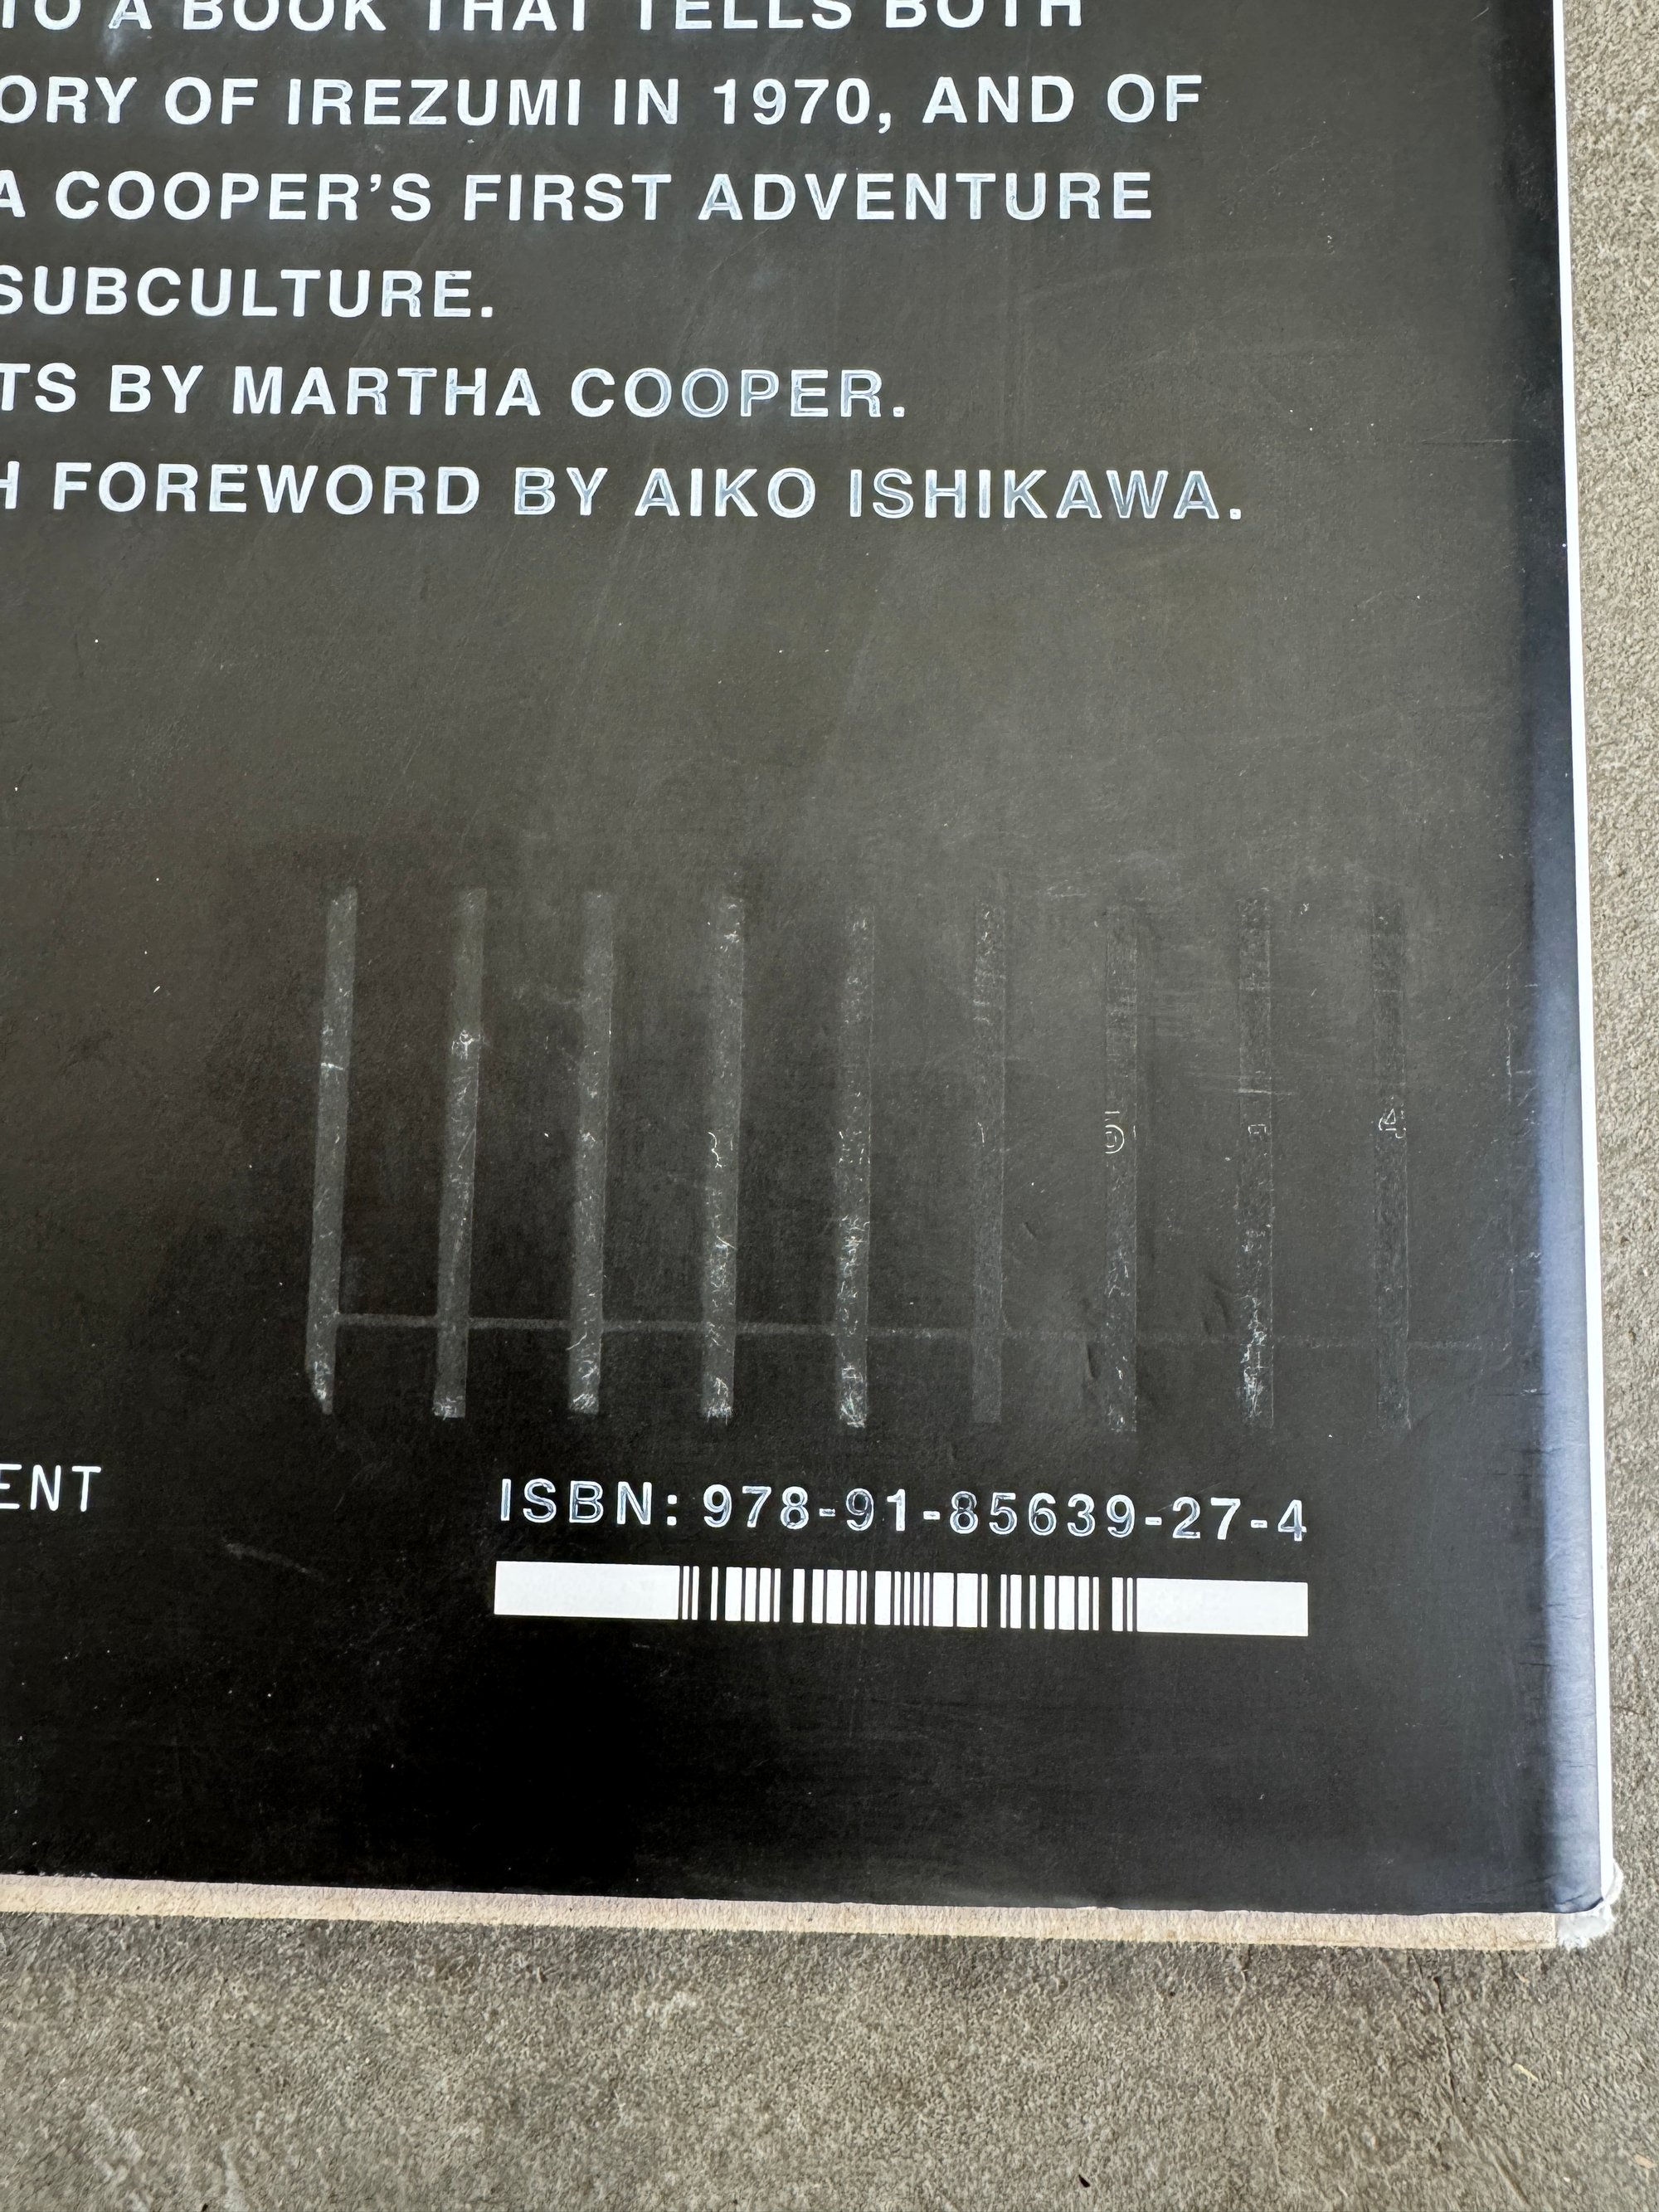 TO A BOOK THAT TELLS BOTH
ORY OF IREZUMI IN 1970, AND OF
A COOPER'S FIRST ADVENTURE
SUBCULTURE.
TS BY MARTHA COOPER.
H FOREWORD BY AIKO ISHIKAWA.
ENT
ISBN: 978-91-85639-27-4